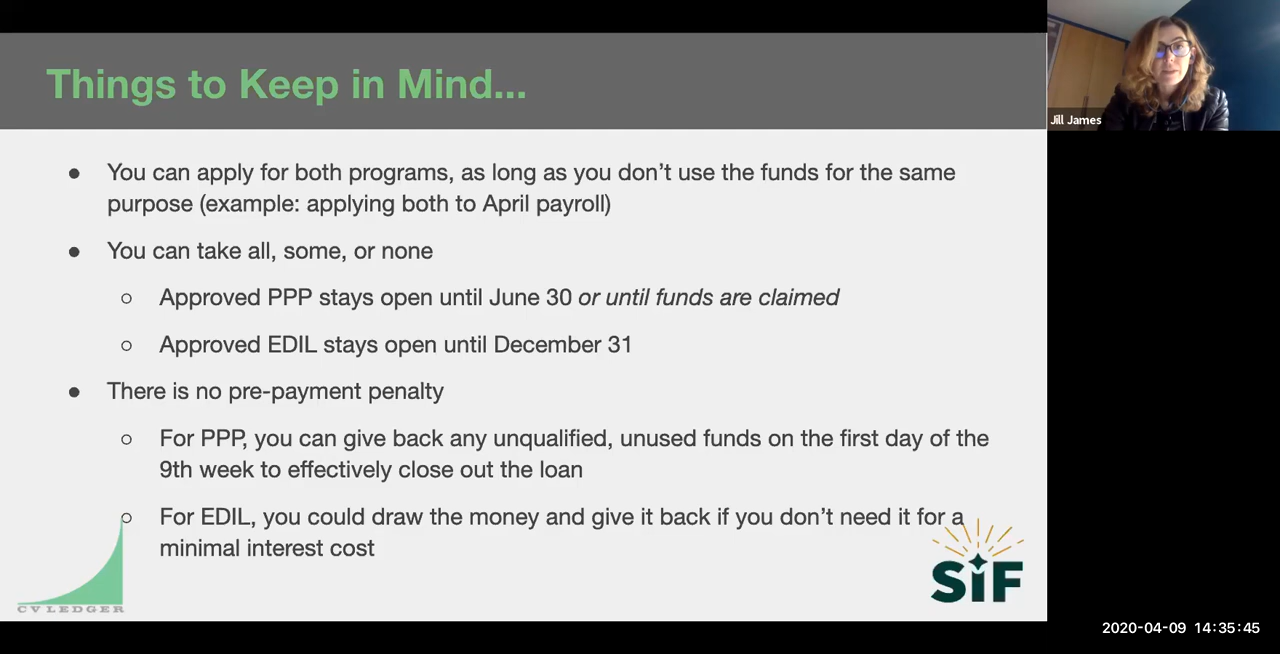 Things to Keep in Mind...
Jill James
● You can apply for both programs, as long as you don’t use the funds for the same
purpose (example: applying both to April payroll)
● You can take all, some, or none
○ Approved PPP stays open until June 30 or until funds are claimed
○ Approved EDIL stays open until December 31
● There is no pre-payment penalty
○ For PPP, you can give back any unqualified, unused funds on the first day of the
9th week to effectively close out the loan
○ For EDIL, you could draw the money and give it back if you don’t need it for a
minimal interest cost
CVLEDGER
SiF
2020-04-09 14:35:45